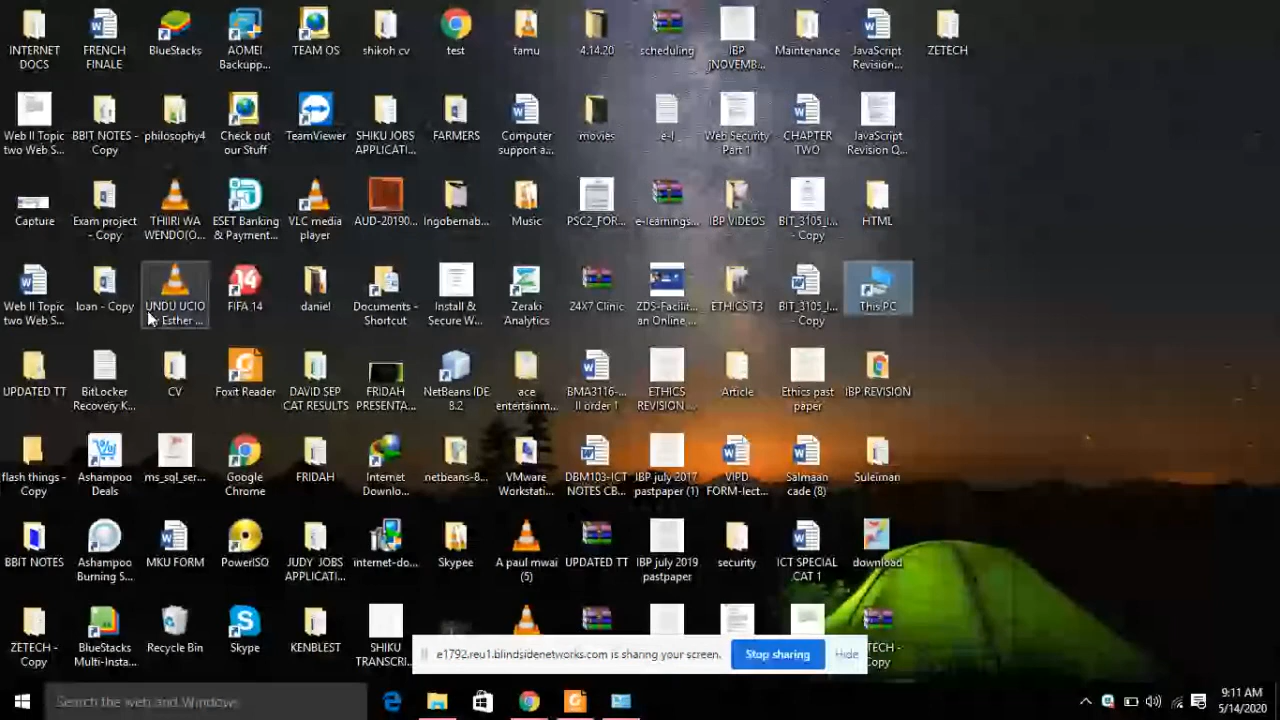 INTERNET DOCS
FRENCH FINALE
BlueStacks
AOMEI Backupp...
TEAM OS
shikoh cv
test
famu
4.14.20
scheduling
IBP jNOVEMB...
Maintenance
JavaScript Revision...
ZETECH
Web II Topic two Web S...
BBIT NOTES - Copy
philosophy4
Check out our Stuff
TeamViewer
SHIKU JOBS APPLICATI...
FARMERS
Computer support a...
movies
e-l
Web Security Part 1
CHAPTER TWO
JavaScript Revision Q...
Capture
Exam project - Copy
THIIRI WA WENDO(O...
ESET Banking & Payment...
VLC media player
AUD-20190...
Ingobernab...
Music
PSC2_FOR...
e-learnings...
IBP VIDEOS
BIT_3105_I... - Copy
HTML
Web II Topic two Web S...
loan - Copy
UNDU UCIO Esther ...
FIFA 14
daniel
Documents - Shortcut
Install & Secure W...
Zeraki Analytics
24X7 Clinic
ZDS-Facilit... an Online ...
ETHICS T3
BIT_3105_I... - Copy
This PC
UPDATED TT
BitLocker Recovery K...
CV
Foxit Reader
DAVID SEP CAT RESULTS
FRIDAH PRESENTA...
NetBeans IDE 8.2
ace entertainm...
BMA3116-... II order 1
ETHICS REVISION ...
Article
Ethics past paper
IBP REVISION
flash things - Copy
Ashampoo Deals
ms_sql_ser...
Google Chrome
FRIDAH
Internet Downlo...
netbeans-8...
VMware Workstati...
DBM103-ICT NOTES CB...
IBP july 2017 pastpaper (1)
VIPD FORM-lect...
Salmaan cade (8)
Suleiman
BBIT NOTES
Ashampoo Burning S...
MKU FORM
PowerISO
JUDY JOBS APPLICATI...
internet-do...
Skypee
A paul mwai (5)
UPDATED TT
IBP july 2019 pastpaper
security
ICT SPECIAL CAT 1
download
ZETECH - Copy
BlueStacks Multi-Insta...
Recycle Bin
Skype
KENBLEST
SHIKU TRANSCRI...
TECH - Copy
e1792.reu1.blindsidenetworks.com is sharing your screen.
Stop sharing
Hide
Search the web and Windows
9:11 AM
5/14/2020